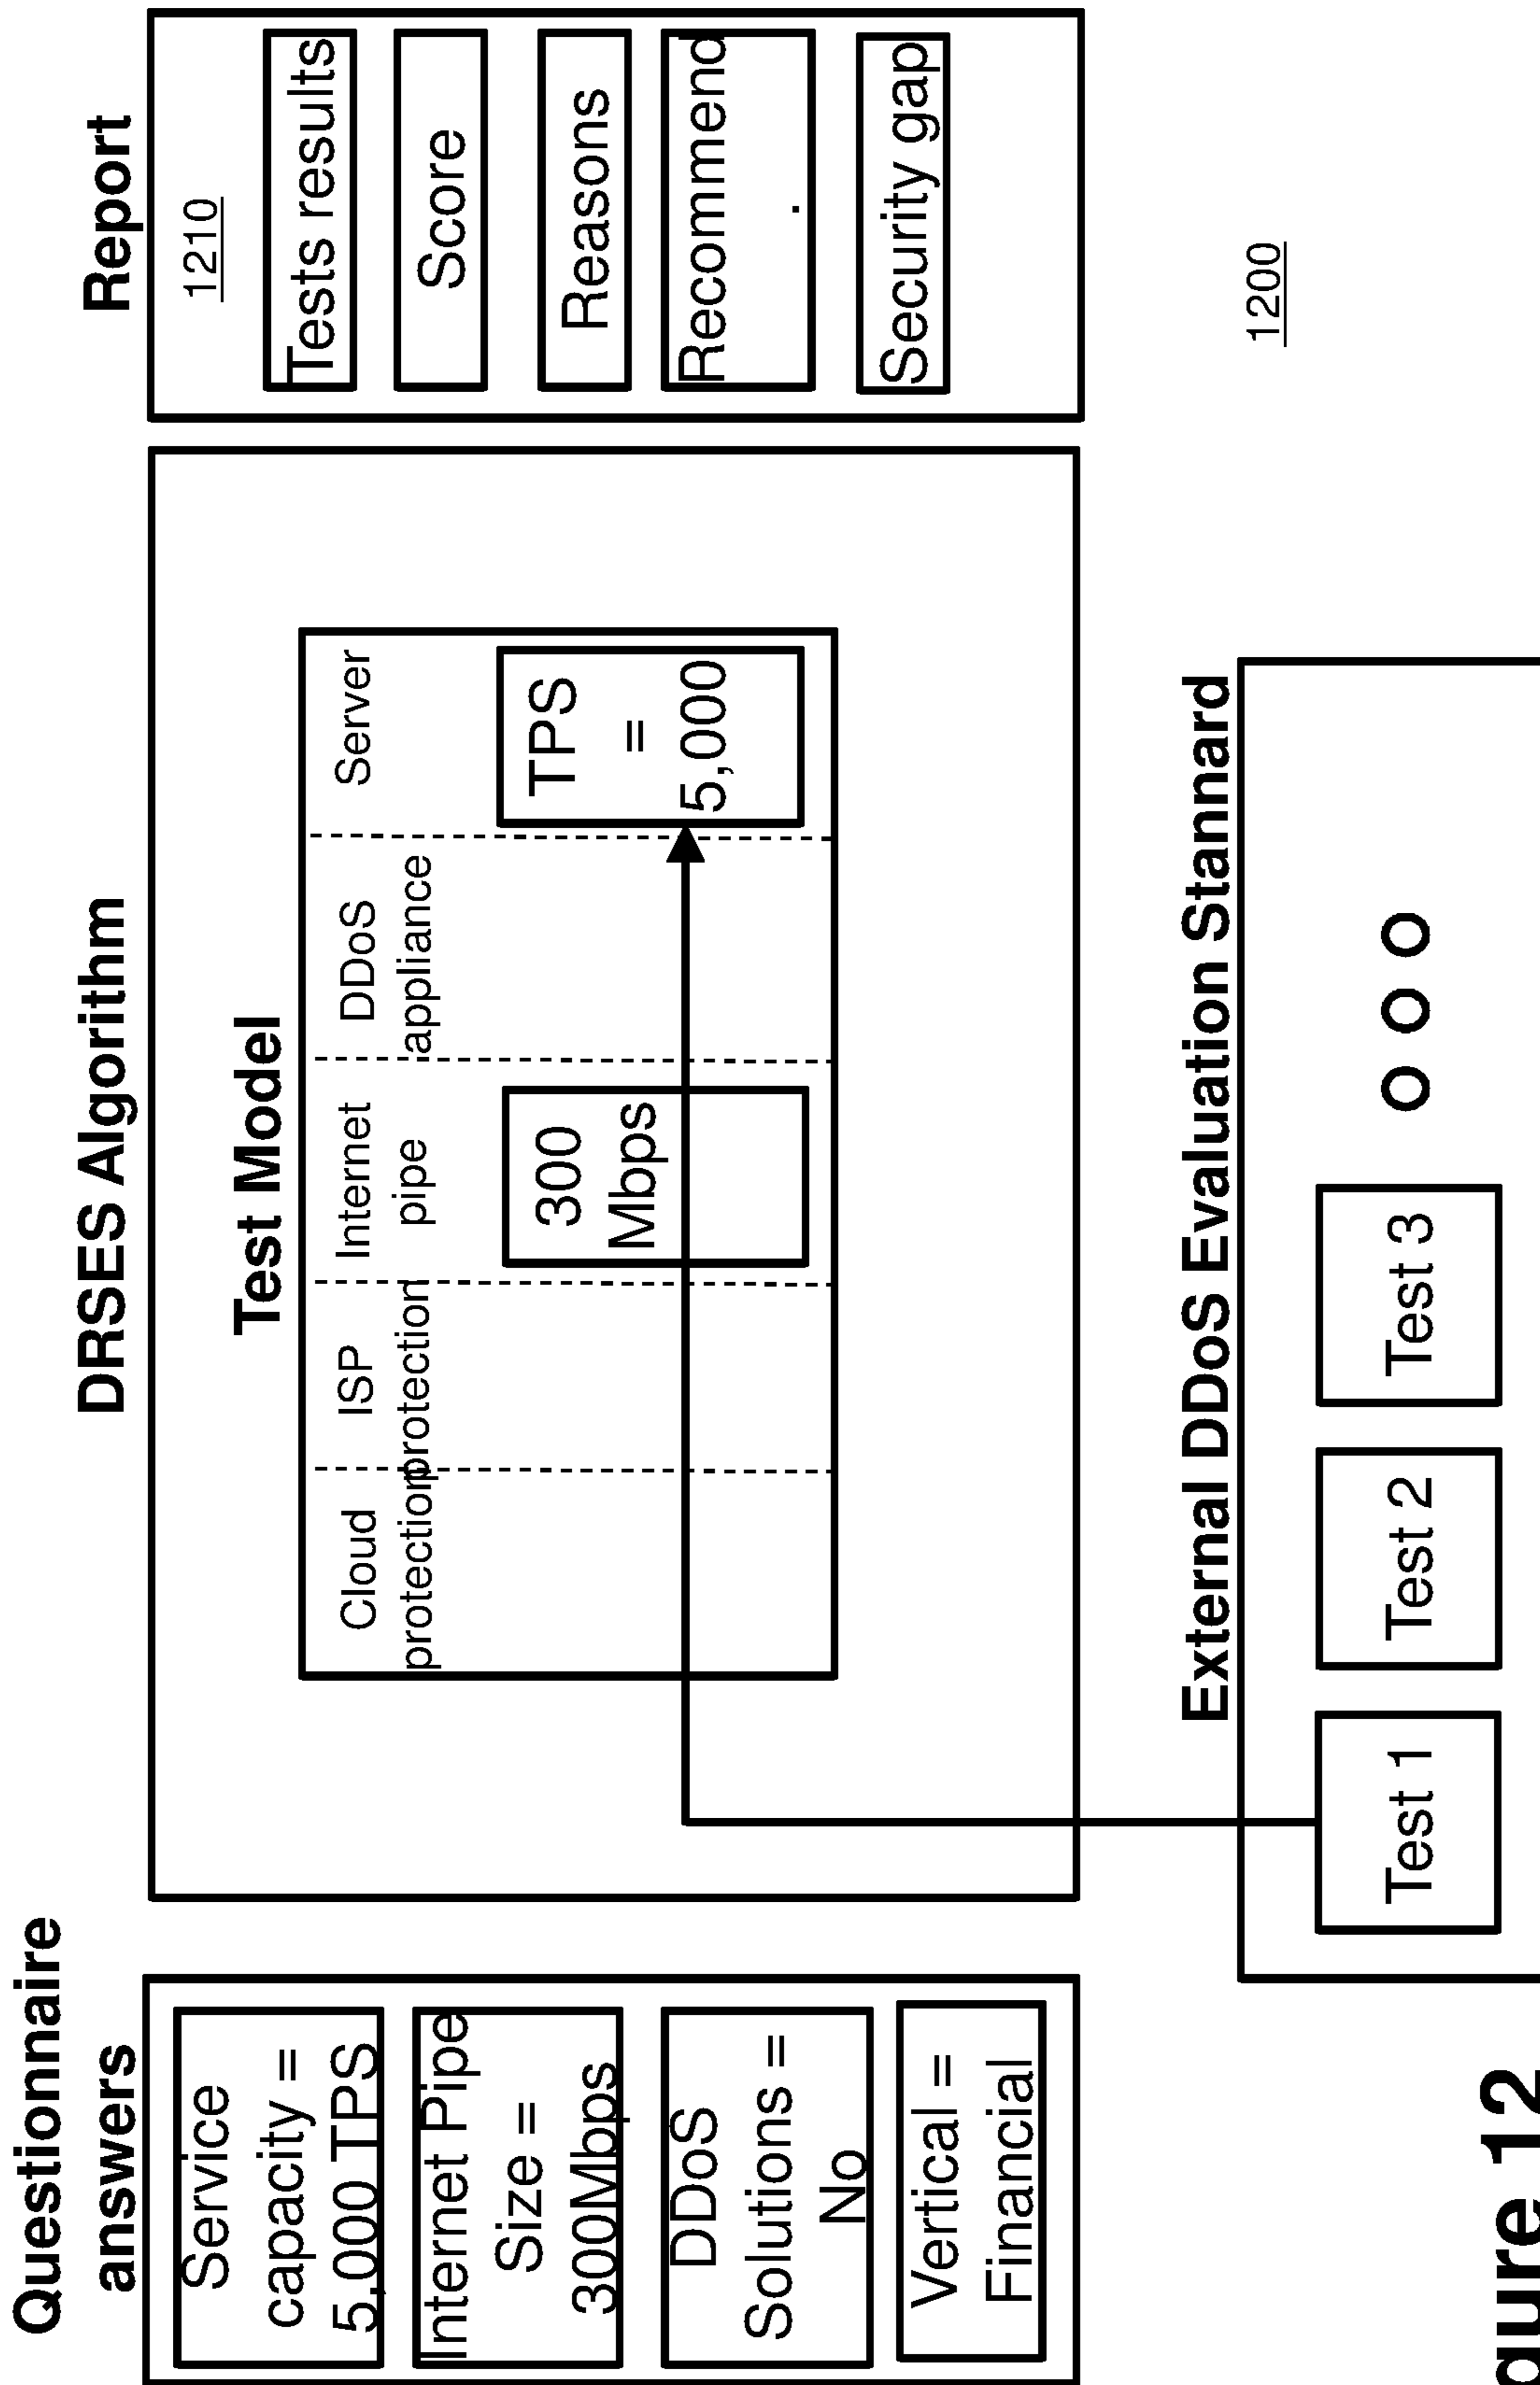 Questionnaire
answers
Service
capacity =
5,000 TPS
Internet Pipe
Size =
300Mbps
DDoS
Solutions =
No
Vertical =
Financial
DRSES Algorithm
Test Model
Cloud
protection
ISP
protection
Internet
pipe
300
Mbps
DDoS
appliance
Server
TPS
=
5,000
Report
1210
Tests results
Score
Reasons
Recommend
.
Security gap
1200
External DDoS Evaluation Stannard
Test 1
Test 2
Test 3
gure 12